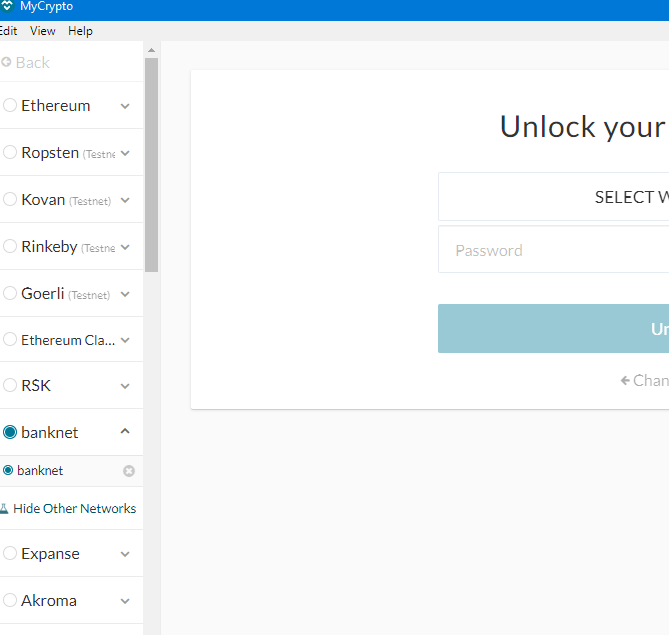 MyCrypto
Edit View Help
Back
Ethereum
Ropsten (Testne
Kovan (Testnet)
Rinkeby (Testne
Goerli (Testnet)
Ethereum Cla...
RSK
banknet
banknet
Hide Other Networks
Expanse
Akroma
Unlock your
SELECT W
Password
Un
Chan